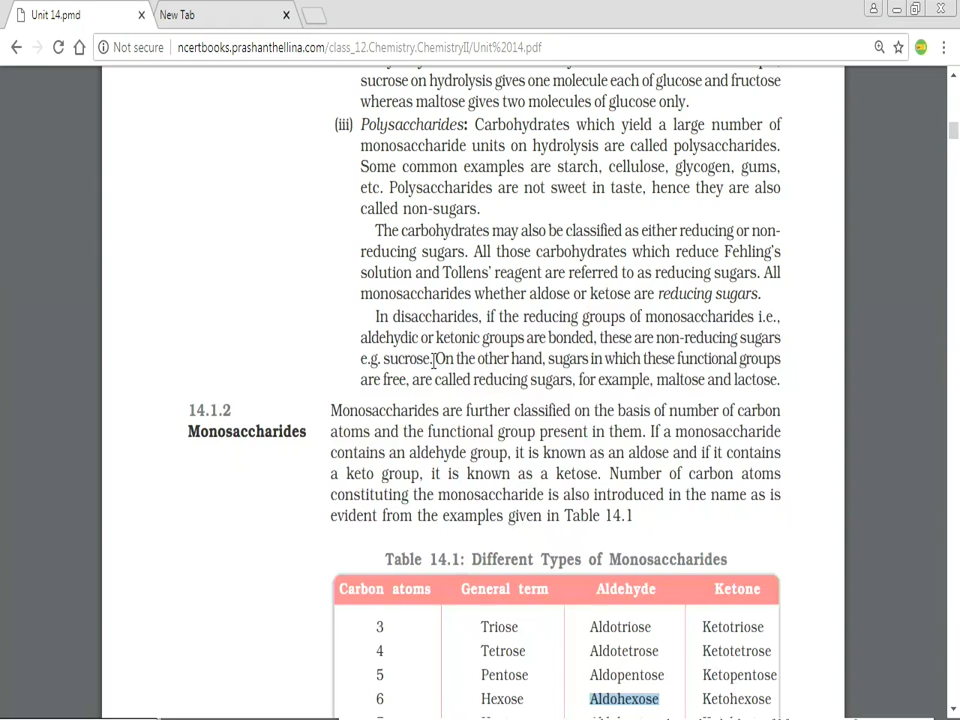 Unit 14.pmd
New Tab
Not secure
ncertbooks.prashanthellina.com/class_12.Chemistry.ChemistryII/Unit%2014.pdf
sucrose on hydrolysis gives one molecule each of glucose and fructose
whereas maltose gives two molecules of glucose only.
(iii) Polysaccharides: Carbohydrates which yield a large number of
monosaccharide units on hydrolysis are called polysaccharides.
Some common examples are starch, cellulose, glycogen, gums,
etc. Polysaccharides are not sweet in taste, hence they are also
called non-sugars.
The carbohydrates may also be classified as either reducing or non-
reducing sugars. All those carbohydrates which reduce Fehling's
solution and Tollens' reagent are referred to as reducing sugars. All
monosaccharides whether aldose or ketose are reducing sugars.
In disaccharides, if the reducing groups of monosaccharides i.e.,
aldehydic or ketonic groups are bonded, these are non-reducing sugars
e.g. sucrose. On the other hand, sugars in which these functional groups
are free, are called reducing sugars, for example, maltose and lactose.
14.1.2
Monosaccharides
Monosaccharides are further classified on the basis of number of carbon
atoms and the functional group present in them. If a monosaccharide
contains an aldehyde group, it is known as an aldose and if it contains
a keto group, it is known as a ketose. Number of carbon atoms
constituting the monosaccharide is also introduced in the name as is
evident from the examples given in Table 14.1
Table 14.1: Different Types of Monosaccharides
Carbon atoms General term Aldehyde Ketone
3 Triose Aldotriose Ketotriose
4 Tetrose Aldotetrose Ketotetrose
5 Pentose Aldopentose Ketopentose
6 Hexose Aldohexose Ketohexose